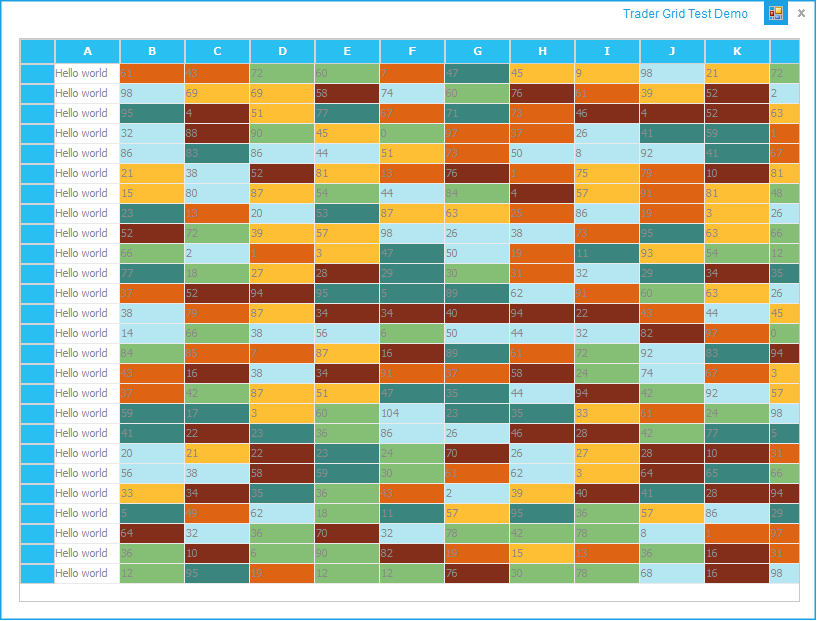 Trader Grid Test Demo
A B C D E F G H I J K
Hello world 61 43 72 60 7 47 45 9 98 21 72
Hello world 98 69 69 58 74 60 76 61 39 52 2
Hello world 95 4 51 77 67 71 73 46 4 52 63
Hello world 32 88 90 45 0 97 37 26 41 59 1
Hello world 86 83 86 44 51 73 50 8 92 41 67
Hello world 21 38 52 81 13 76 1 75 79 10 81
Hello world 15 80 87 54 44 84 4 57 91 81 48
Hello world 23 13 20 53 87 63 25 86 19 3 26
Hello world 52 72 39 57 98 26 38 73 95 63 66
Hello world 66 2 1 3 47 50 19 11 93 54 12
Hello world 77 18 27 28 29 30 31 32 29 34 35
Hello world 37 52 94 95 5 89 62 91 60 63 26
Hello world 38 79 87 34 34 40 94 22 43 44 45
Hello world 14 66 38 56 6 50 44 32 82 97 0
Hello world 84 85 7 87 16 89 61 72 92 83 94
Hello world 43 16 38 34 91 37 58 24 74 67 3
Hello world 37 42 87 51 47 35 44 94 42 92 57
Hello world 59 17 3 60 104 23 35 33 61 24 98
Hello world 41 22 23 36 86 26 46 28 42 77 5
Hello world 20 21 22 23 24 70 26 27 28 10 31
Hello world 56 38 58 59 30 61 62 3 64 65 66
Hello world 33 34 35 36 43 2 39 40 41 28 94
Hello world 5 49 62 18 11 57 95 36 57 86 29
Hello world 64 32 36 70 32 78 42 78 8 1 97
Hello world 36 10 6 90 82 19 15 13 36 16 31
Hello world 12 95 19 12 12 76 30 78 68 16 98